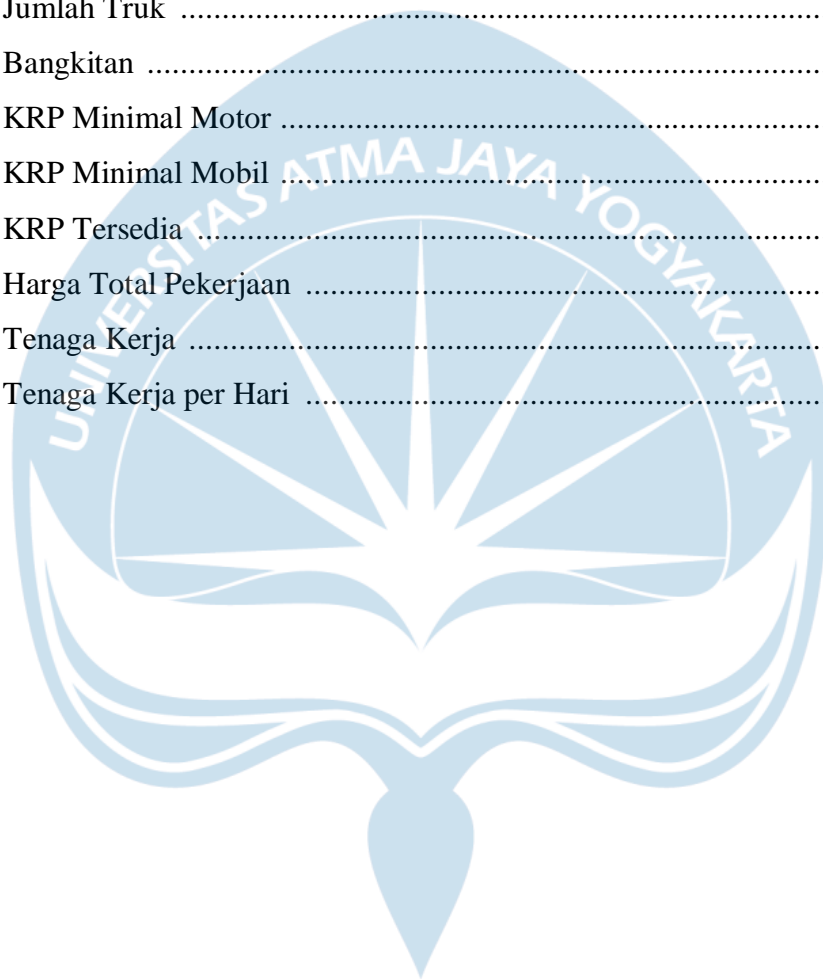 Jumlah Truk ................................................................................
Bangkitan ....................................................................................
KRP Minimal Motor ...................................................................
KRP Minimal Mobil ...................................................................
KRP Tersedia ..............................................................................
Harga Total Pekerjaan ................................................................
Tenaga Kerja ...............................................................................
Tenaga Kerja per Hari ................................................................
UNIVERSITAS ATMA JAYA YOGYAKARTA